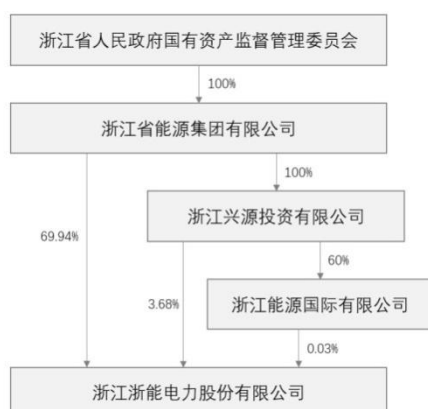 浙江省人民政府国有资产监督管理委员会
100%
浙江省能源集团有限公司
100%
浙江兴源投资有限公司
69.94%
60%
3.68%
浙江能源国际有限公司
0.03%
浙江浙能电力股份有限公司